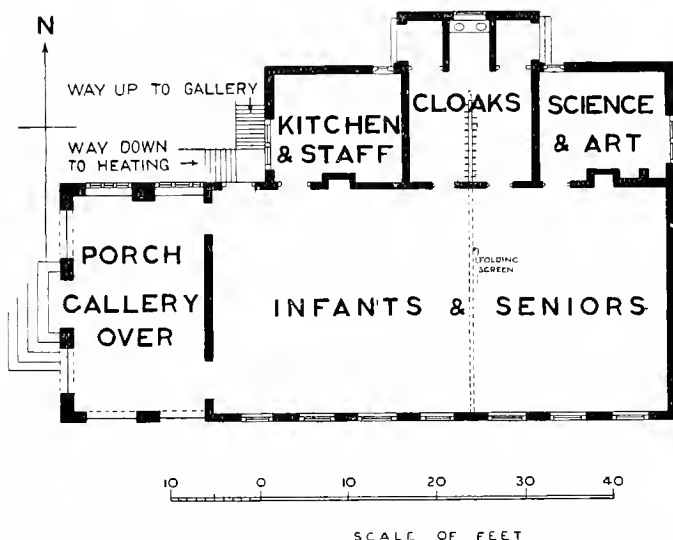 N
WAY UP TO GALLERY
WAY DOWN
TO HEATING
KITCHEN
& STAFF
CLOAKS
SCIENCE
& ART
PORCH
GALLERY
OVER
FOLDING
SCREEN
INFANTS & SENIORS
10 0 10 20 30 40
SCALE OF FEET